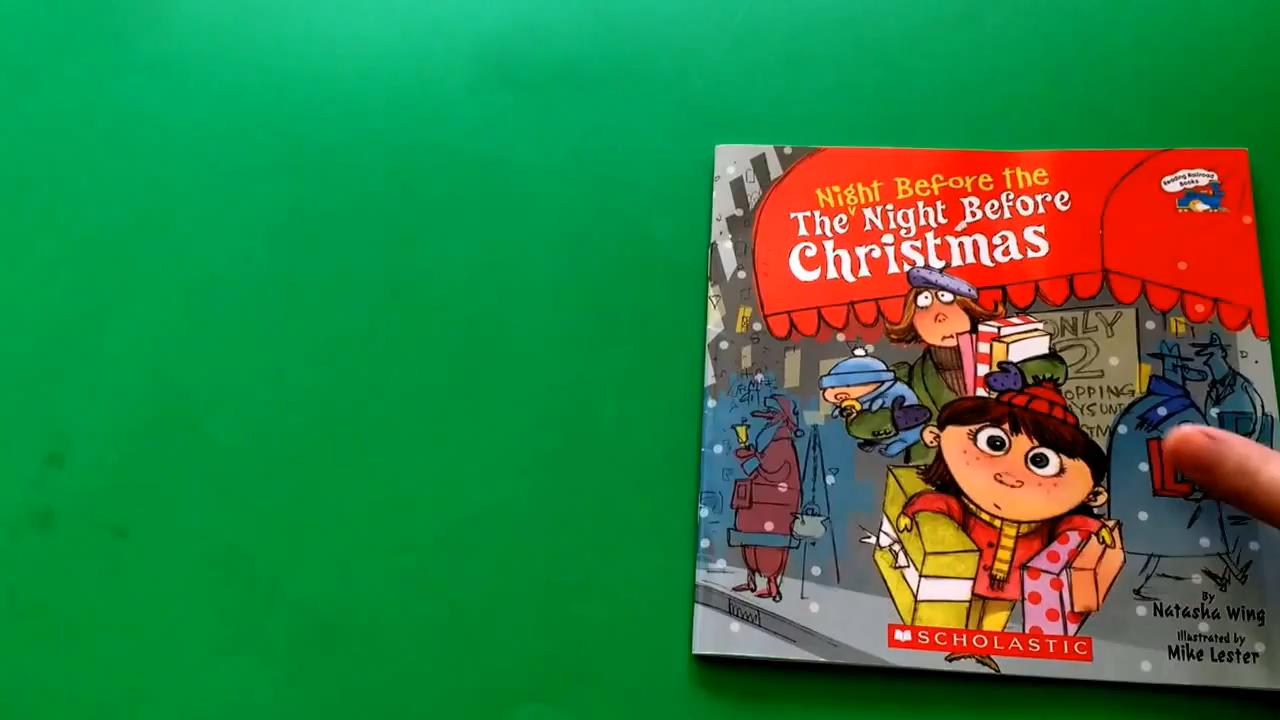 Night Before the
The Night Before
Christmas
Reading Railroad
Books
ONLY
2
OPPING
AYS UNT
STM
By
Natasha Wing
Illustrated by
Mike Lester
SCHOLASTIC